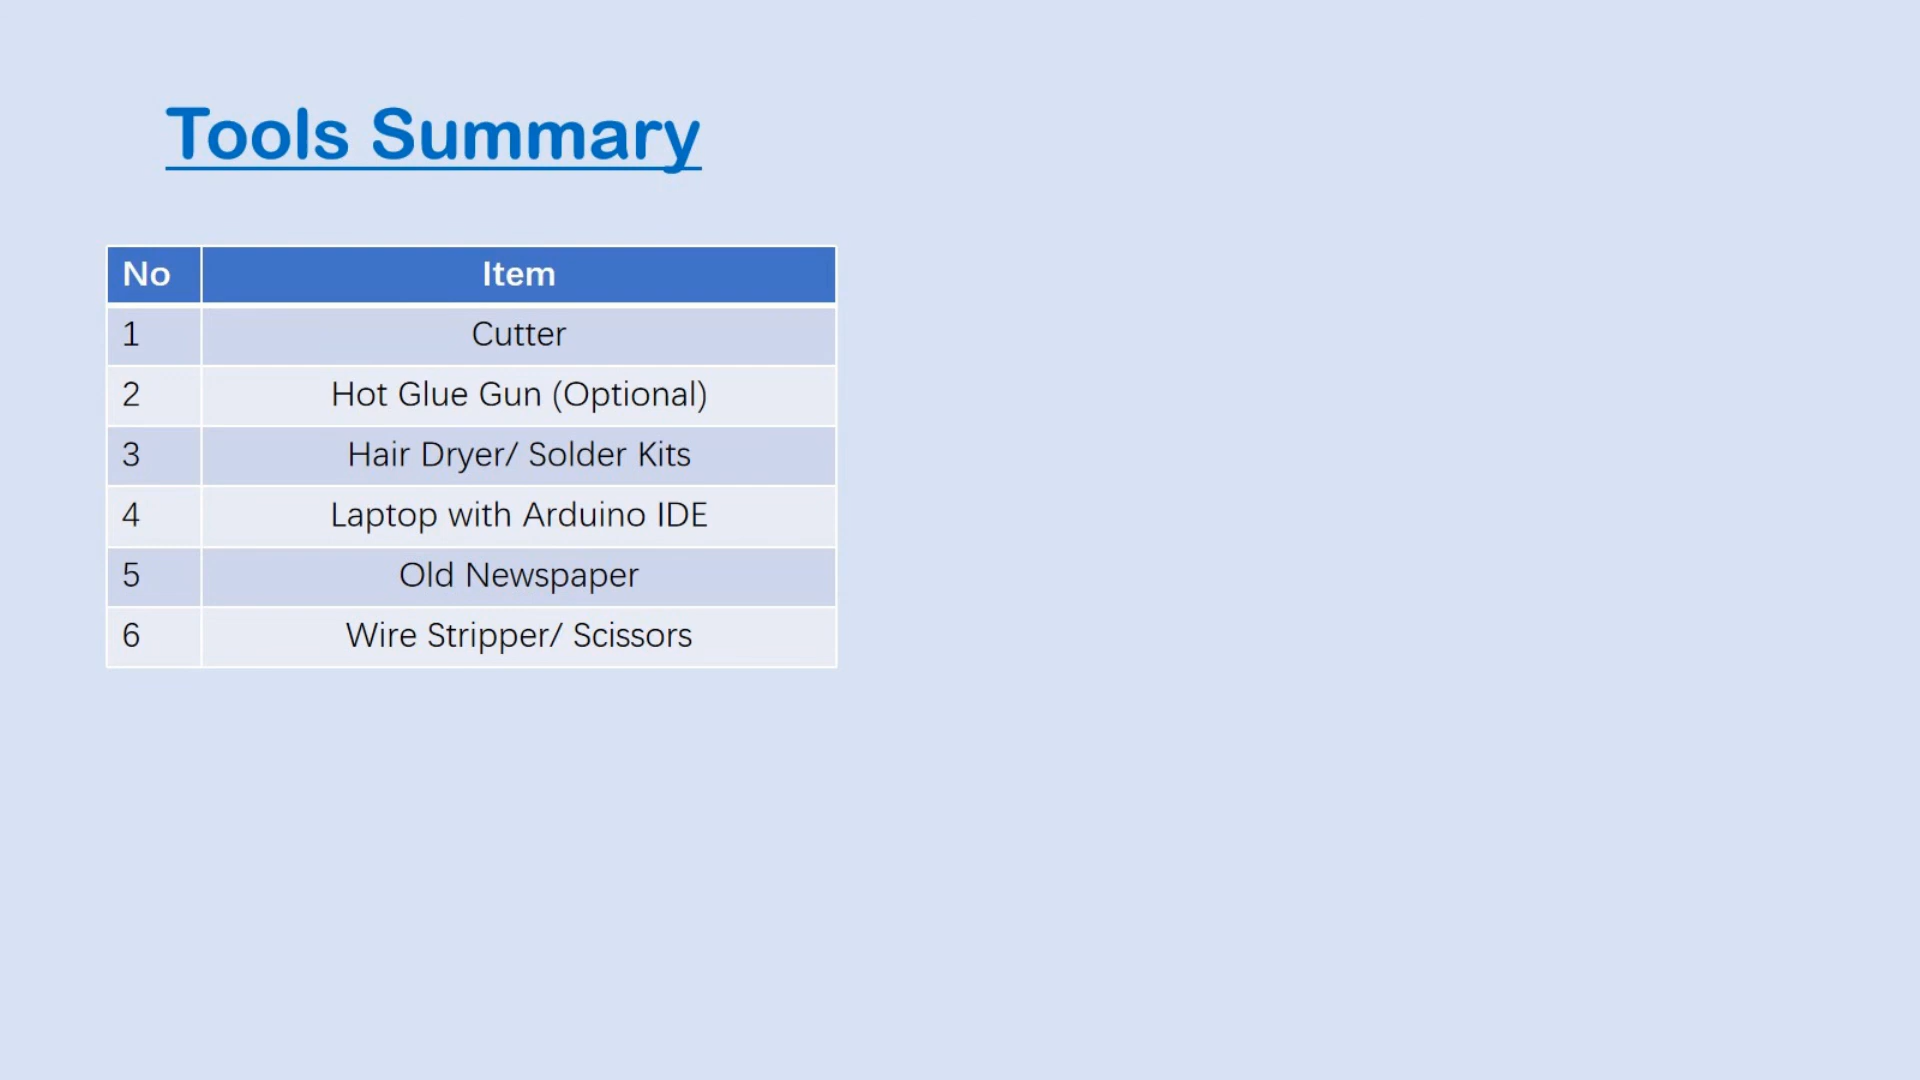 Tools Summary
No Item
1 Cutter
2 Hot Glue Gun (Optional)
3 Hair Dryer/ Solder Kits
4 Laptop with Arduino IDE
5 Old Newspaper
6 Wire Stripper/ Scissors